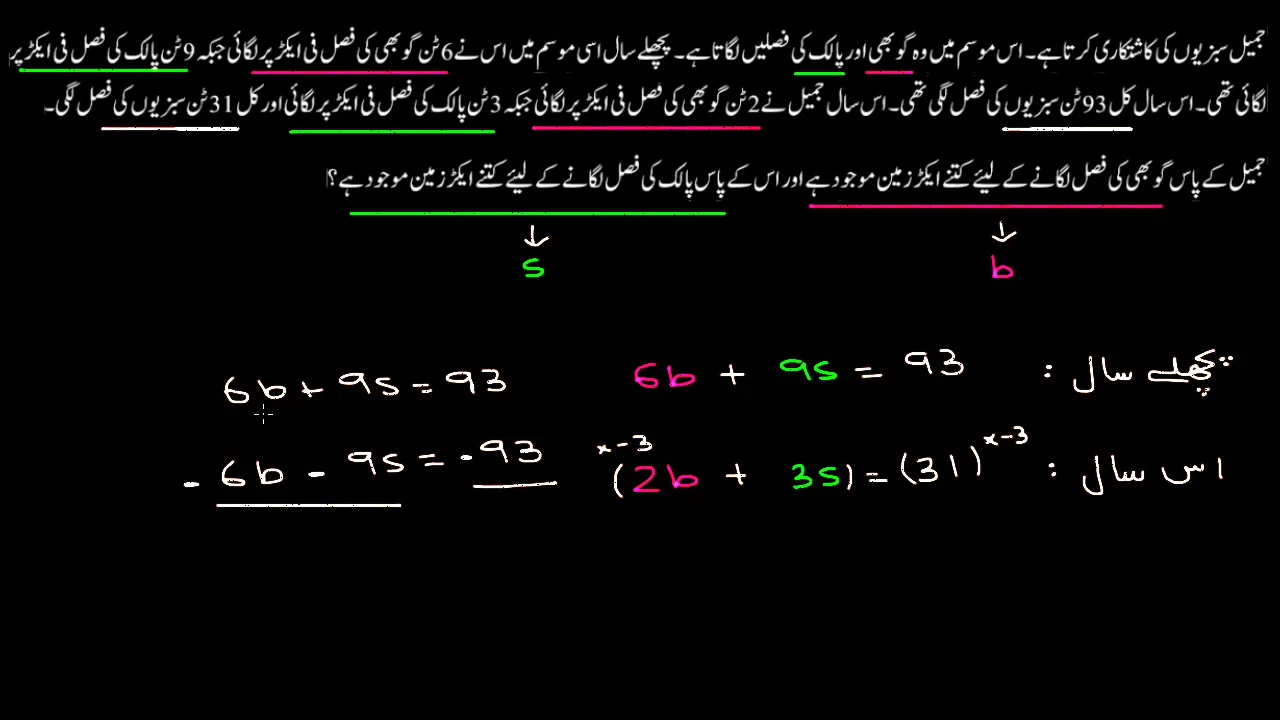 جمیل سبزیوں کی کاشتکاری کرتا ہے۔ اس موسم میں وہ گوبھی اور پالک کی فصلیں لگاتا ہے۔ پچھلے سال اسی موسم میں اس نے 6 ٹن گوبھی کی فصل فی ایکڑ پر لگائی جبکہ 9 ٹن پالک کی فصل فی ایکڑ پر
لگائی تھی۔ اس سال کل 93 ٹن سبزیوں کی فصل لگی تھی۔ اس سال جمیل نے 2 ٹن گوبھی کی فصل فی ایکڑ پر لگائی جبکہ 3 ٹن پالک کی فصل فی ایکڑ پر لگائی اور کل 31 ٹن سبزیوں کی فصل لگی۔
جمیل کے پاس گوبھی کی فصل لگانے کے لیئے کتنے ایکڑ زمین موجود ہے اور اس کے پاس پالک کی فصل لگانے کے لیئے کتنے ایکڑ زمین موجود ہے؟
↓ ↓
s b
پچھلے سال : 6b + 9s = 93
6b + 9s = 93
اس سال : x-3(2b + 3s) = (31)x-3
- 6b - 9s = - 93